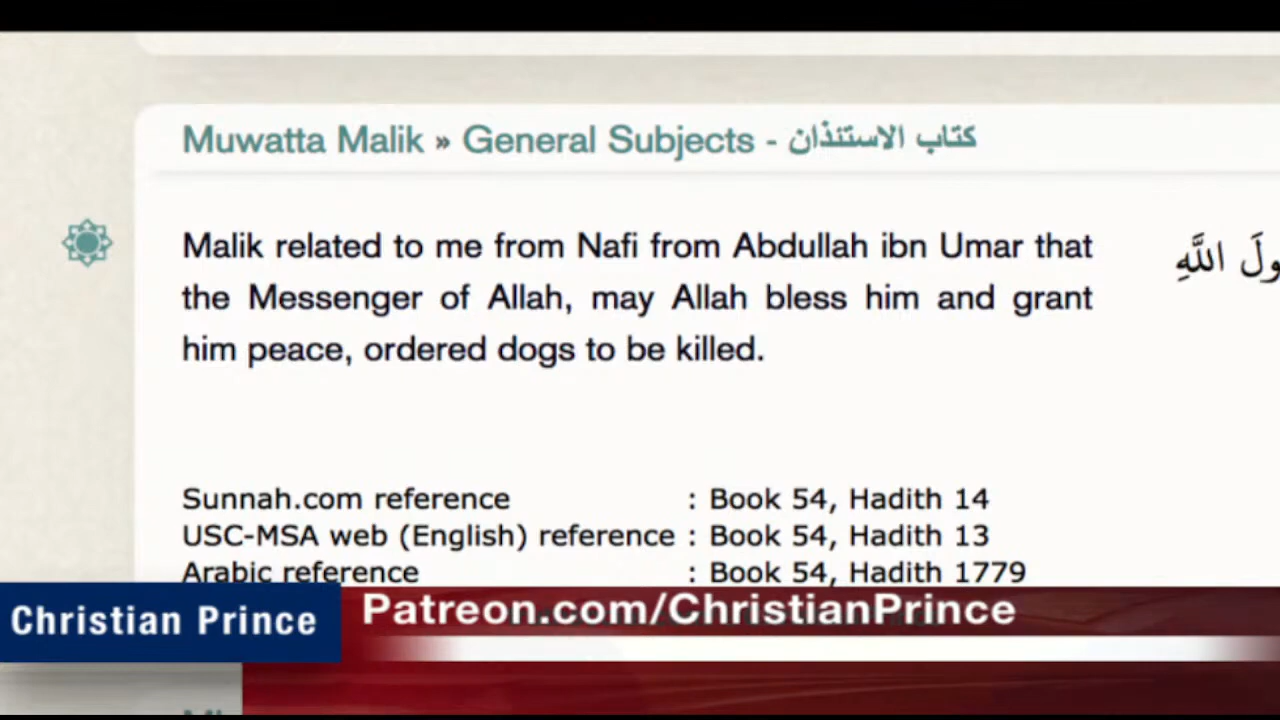 Muwatta Malik » General Subjects - كتاب الاستئذان
Malik related to me from Nafi from Abdullah ibn Umar that
the Messenger of Allah, may Allah bless him and grant
him peace, ordered dogs to be killed.
ولَ اللَّهِ
Sunnah.com reference : Book 54, Hadith 14
USC-MSA web (English) reference : Book 54, Hadith 13
Arabic reference : Book 54, Hadith 1779
Christian Prince
Patreon.com/ChristianPrince